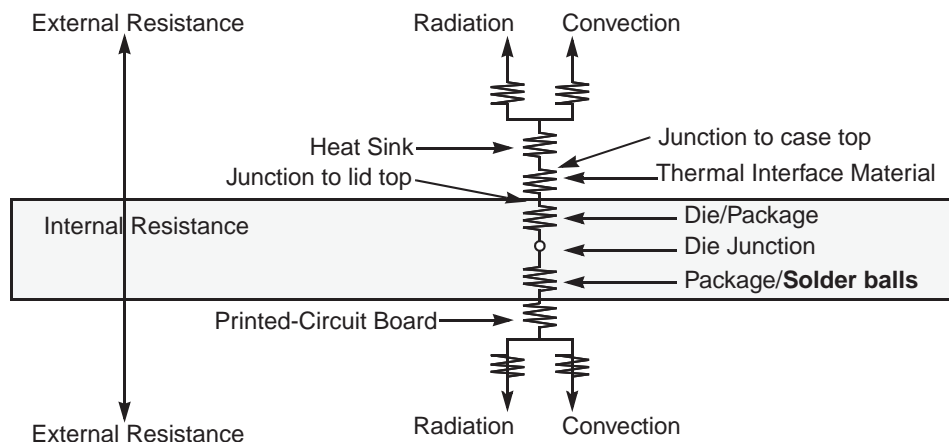 External Resistance
Radiation
Convection
Heat Sink
Junction to case top
Junction to lid top
Thermal Interface Material
Internal Resistance
Die/Package
Die Junction
Package/Solder balls
Printed-Circuit Board
External Resistance
Radiation
Convection